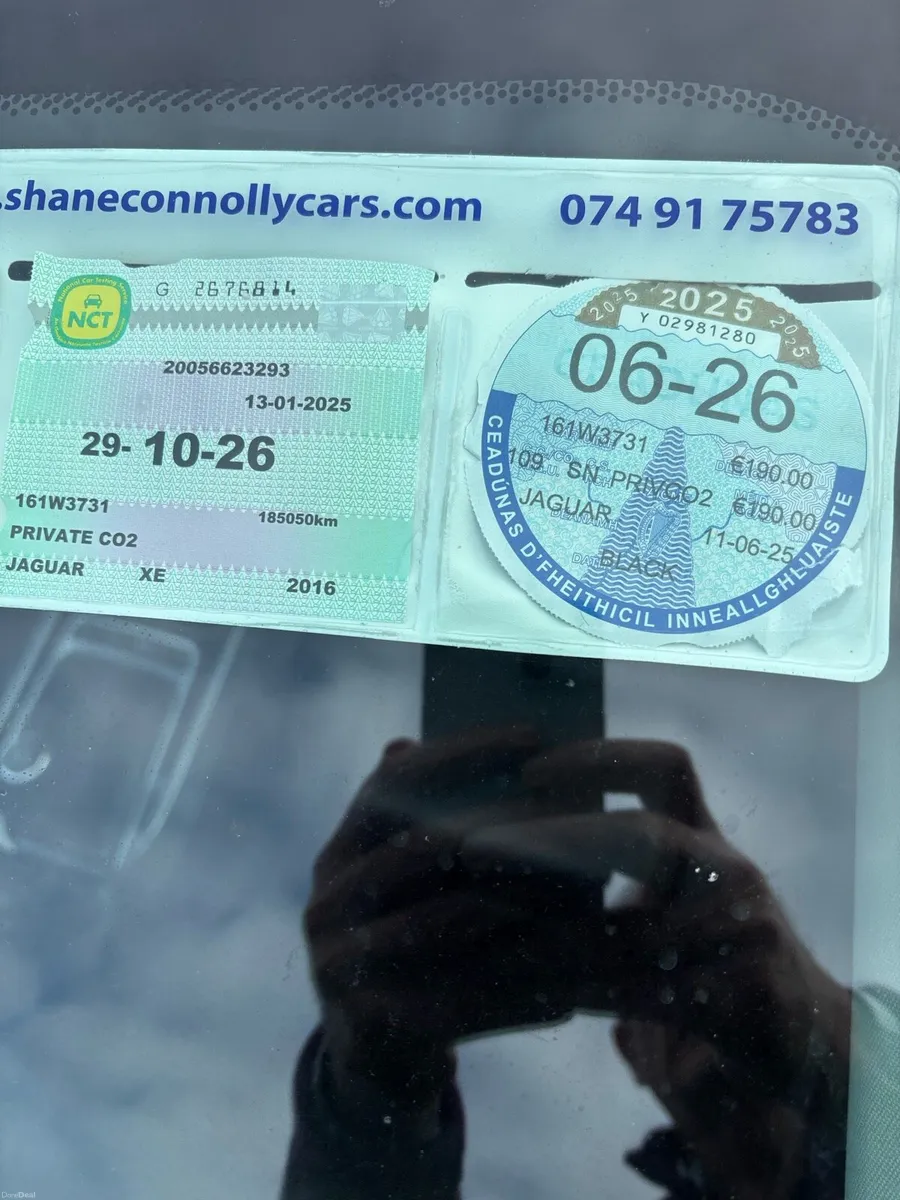 .shaneconnollycars.com
074 91 75783
NCT
G 2676814
20056623293
13-01-2025
29- 10-26
161W3731
185050km
PRIVATE CO2
JAGUAR XE 2016
2025 2025 2025
Y 02981280
06-26
161W3731
€190.00
109 SN PRIVCO2
€190.00
JAGUAR
11-06-25
BLACK
CEADÚNAS D'FHEITHICIL INNEALLGHLUAISTE
DoneDeal